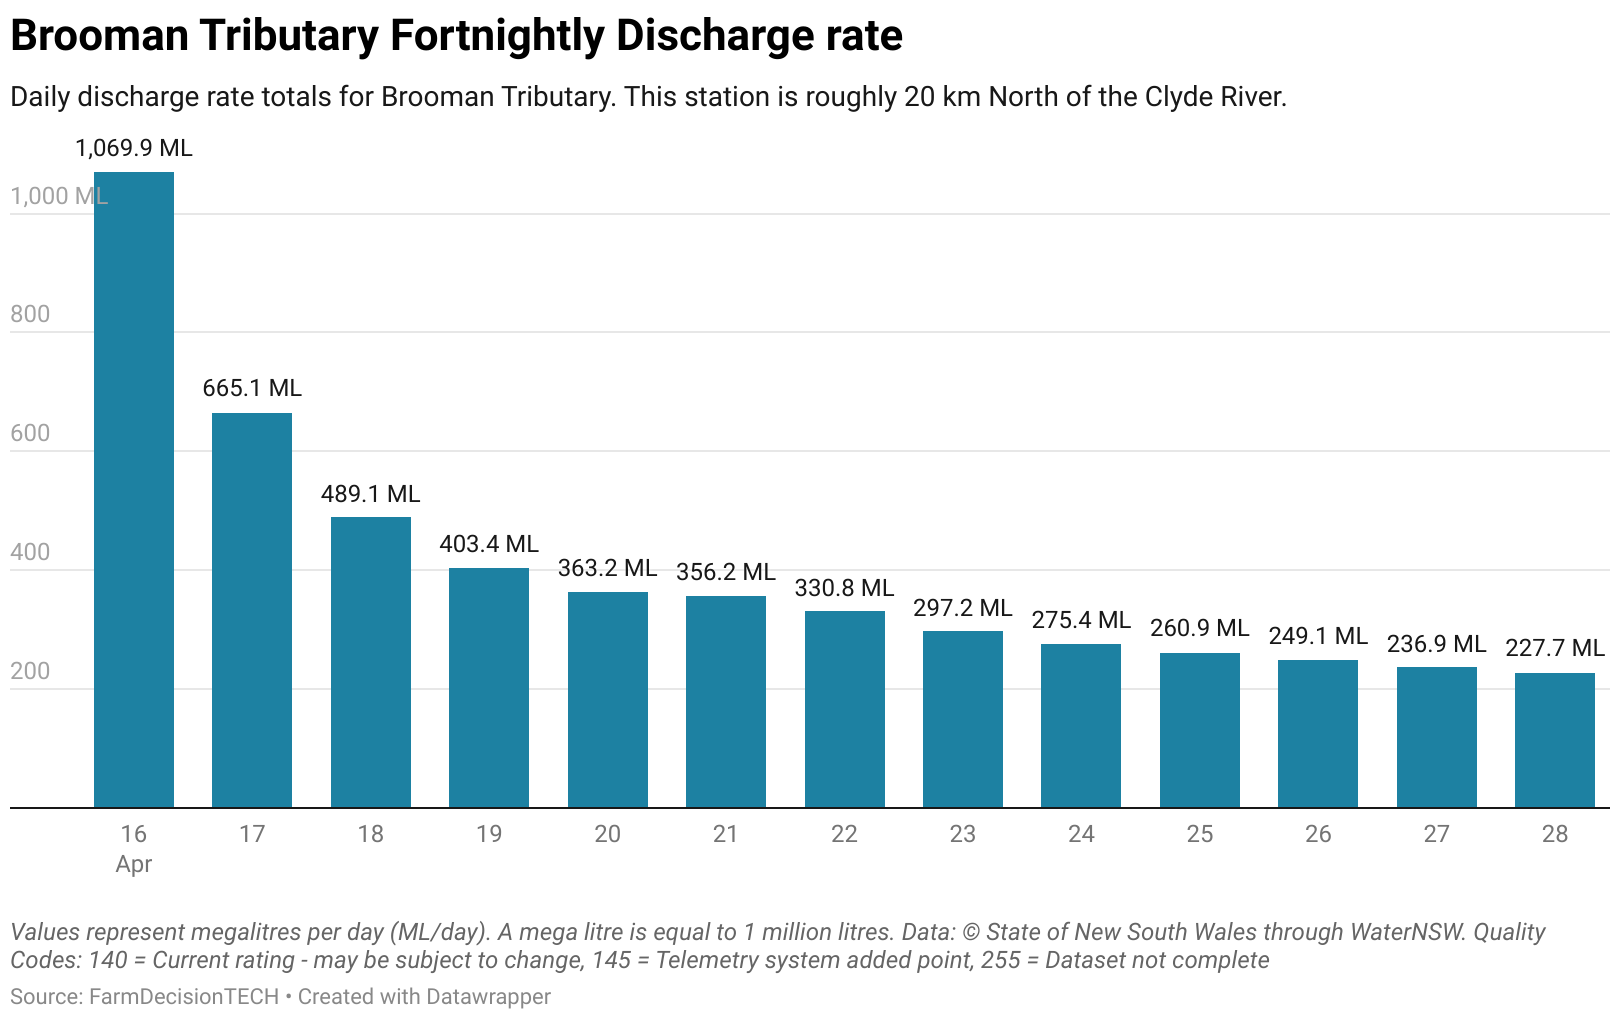 Brooman Tributary Fortnightly Discharge rate
Daily discharge rate totals for Brooman Tributary. This station is roughly 20 km North of the Clyde River.
1,069.9 ML
1,000 ML
800
665.1 ML
600
489.1 ML
403.4 ML
400
363.2 ML
356.2 ML
330.8 ML
297.2 ML
275.4 ML
260.9 ML
249.1 ML
236.9 ML
227.7 ML
200
16 17 18 19 20 21 22 23 24 25 26 27 28
Apr
Values represent megalitres per day (ML/day). A mega litre is equal to 1 million litres. Data: © State of New South Wales through WaterNSW. Quality
Codes: 140 = Current rating - may be subject to change, 145 = Telemetry system added point, 255 = Dataset not complete
Source: FarmDecisionTECH • Created with Datawrapper